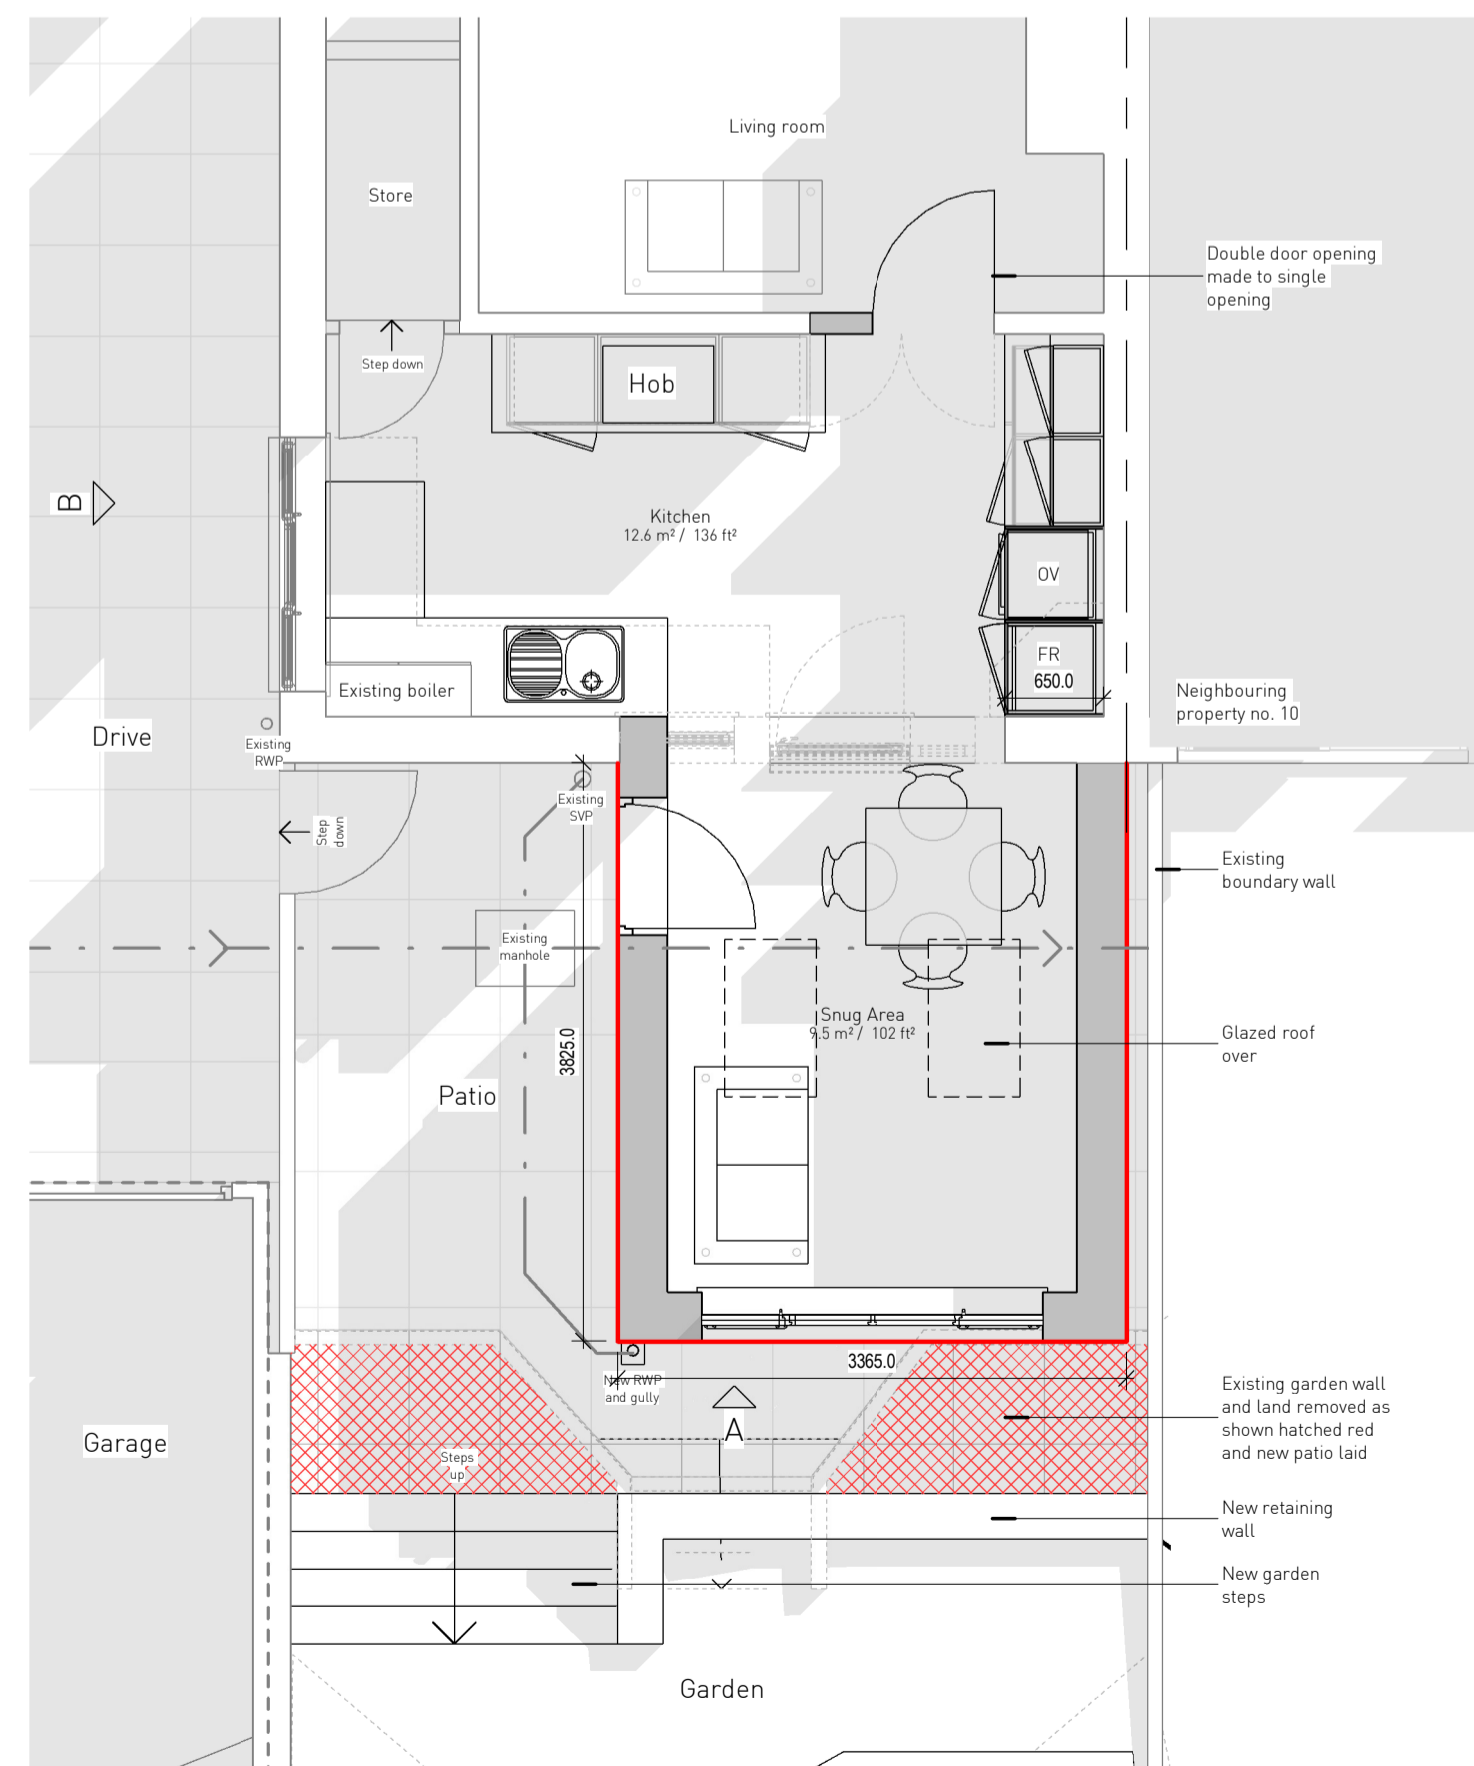 Living room
Store
Double door opening
made to single
opening
Step down
Hob
B
Kitchen
12.6 m² / 136 ft²
OV
FR
650.0
Existing boiler
Neighbouring
property no. 10
Drive
Existing
RWP
Existing
SVP
Step
down
Existing
boundary wall
Existing
manhole
Snug Area
9.5 m² / 102 ft²
3825.0
Glazed roof
over
Patio
3365.0
New RWP
and gully
A
Existing garden wall
and land removed as
shown hatched red
and new patio laid
Garage
Steps
up
New retaining
wall
New garden
steps
Garden